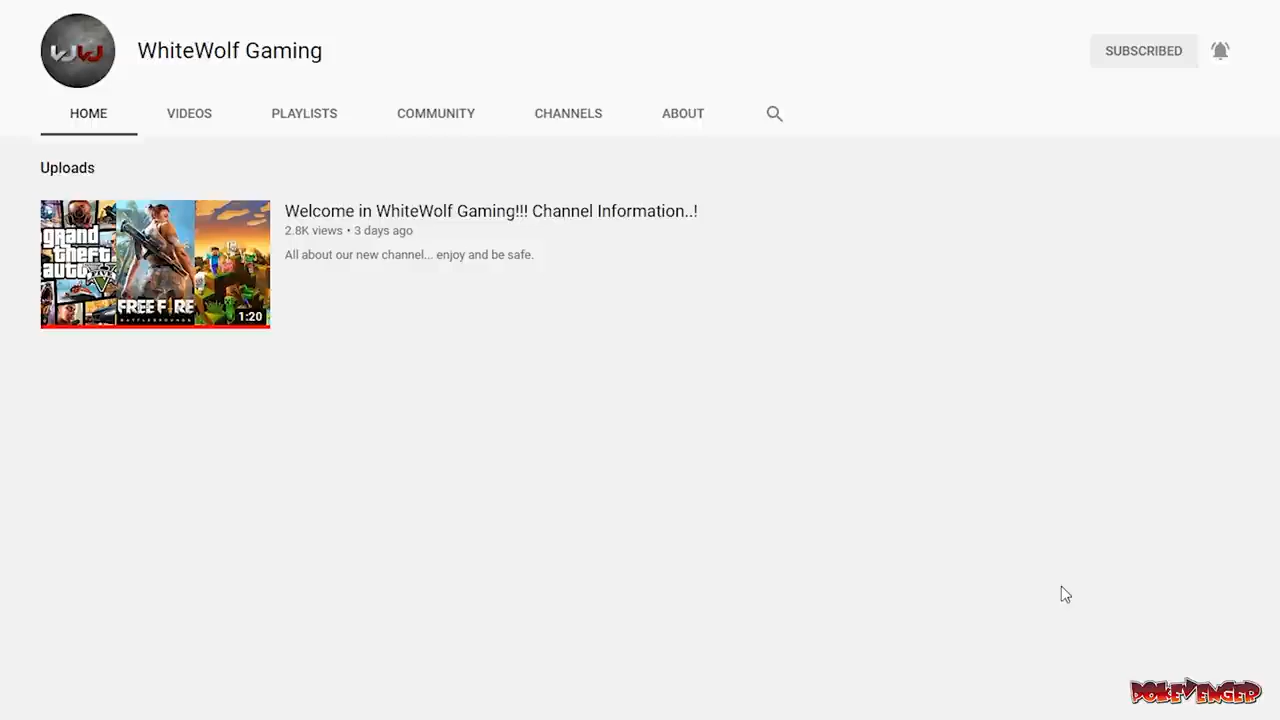 WhiteWolf Gaming
SUBSCRIBED
HOME VIDEOS PLAYLISTS COMMUNITY CHANNELS ABOUT
Uploads
Welcome in WhiteWolf Gaming!!! Channel Information..!
2.8K views • 3 days ago
All about our new channel... enjoy and be safe.
grand
theft
auto V
FREE FIRE
BATTLEGROUNDS
1:20
POKEVENGER